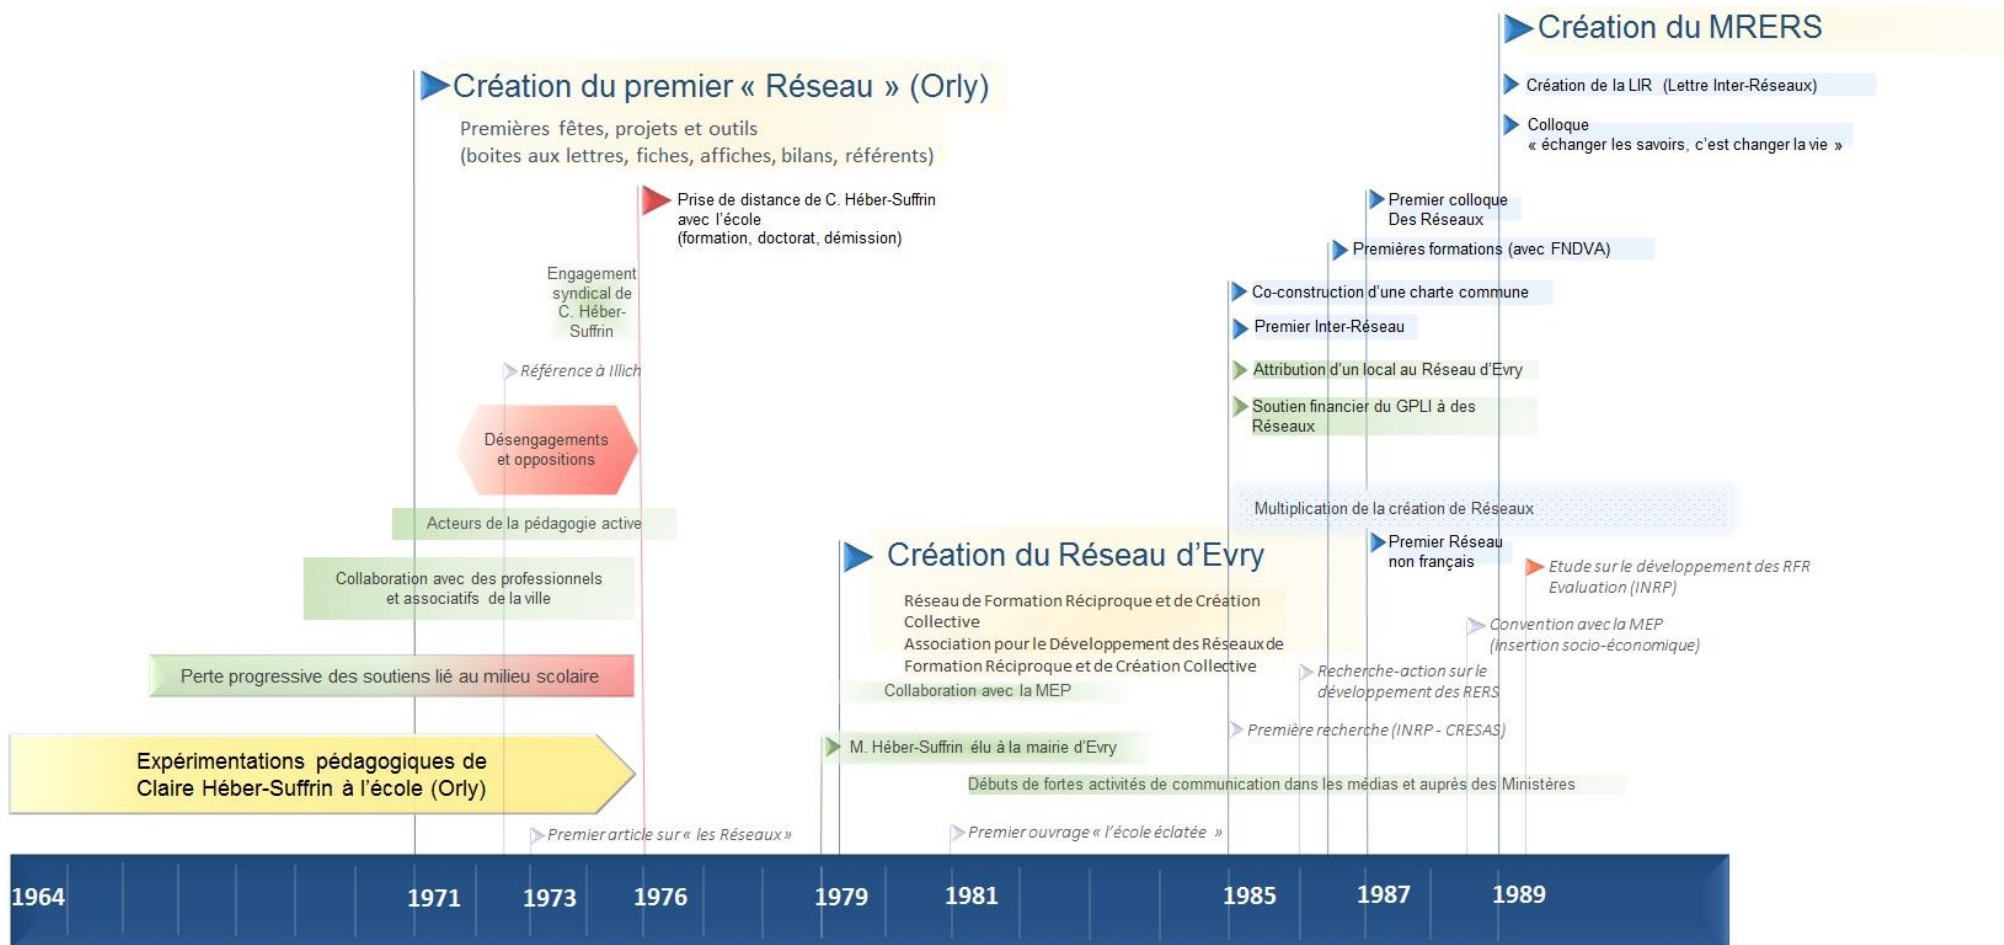 Création du MRERS
Création de la LIR (Lettre Inter-Réseaux)
Colloque
« échanger les savoirs, c'est changer la vie »
Création du premier « Réseau » (Orly)
Premières fêtes, projets et outils
(boites aux lettres, fiches, affiches, bilans, référents)
Prise de distance de C. Héber-Suffrin
avec l'école
(formation, doctorat, démission)
Engagement
syndical de
C. Héber-
Suffrin
Référence à Illich
Désengagements
et oppositions
Acteurs de la pédagogie active
Collaboration avec des professionnels
et associatifs de la ville
Perte progressive des soutiens lié au milieu scolaire
Expérimentations pédagogiques de
Claire Héber-Suffrin à l'école (Orly)
Premier article sur « les Réseaux »
Premier colloque
Des Réseaux
Premières formations (avec FNDVA)
Co-construction d'une charte commune
Premier Inter-Réseau
Attribution d'un local au Réseau d'Evry
Soutien financier du GPLI à des
Réseaux
Multiplication de la création de Réseaux
Premier Réseau
non français
Création du Réseau d'Evry
Réseau de Formation Réciproque et de Création
Collective
Association pour le Développement des Réseaux de
Formation Réciproque et de Création Collective
Collaboration avec la MEP
M. Héber-Suffrin élu à la mairie d'Evry
Débuts de fortes activités de communication dans les médias et auprès des Ministères
Premier ouvrage « l'école éclatée »
Etude sur le développement des RFR
Evaluation (INRP)
Convention avec la MEP
(insertion socio-économique)
Recherche-action sur le
développement des RERS
Première recherche (INRP - CRESAS)
1964
1971
1973
1976
1979
1981
1985
1987
1989